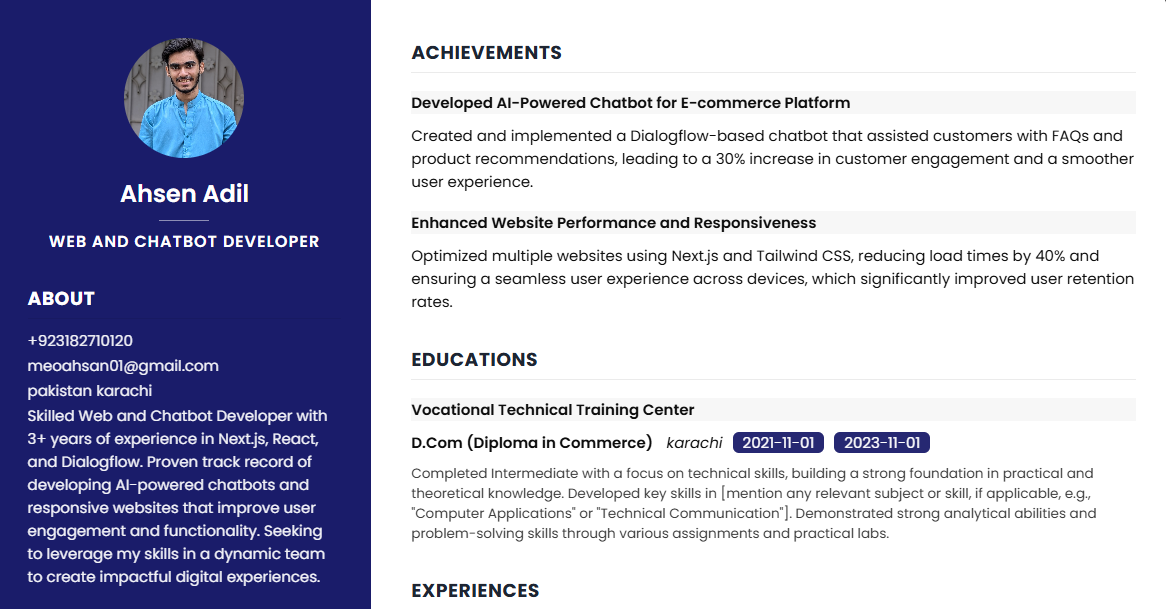 Ahsen Adil
WEB AND CHATBOT DEVELOPER
ABOUT
+923182710120
meoahsan01@gmail.com
pakistan karachi
Skilled Web and Chatbot Developer with
3+ years of experience in Next.js, React,
and Dialogflow. Proven track record of
developing AI-powered chatbots and
responsive websites that improve user
engagement and functionality. Seeking
to leverage my skills in a dynamic team
to create impactful digital experiences.
ACHIEVEMENTS
Developed AI-Powered Chatbot for E-commerce Platform
Created and implemented a Dialogflow-based chatbot that assisted customers with FAQs and
product recommendations, leading to a 30% increase in customer engagement and a smoother
user experience.
Enhanced Website Performance and Responsiveness
Optimized multiple websites using Next.js and Tailwind CSS, reducing load times by 40% and
ensuring a seamless user experience across devices, which significantly improved user retention
rates.
EDUCATIONS
Vocational Technical Training Center
D.Com (Diploma in Commerce) karachi 2021-11-01 2023-11-01
Completed Intermediate with a focus on technical skills, building a strong foundation in practical and
theoretical knowledge. Developed key skills in [mention any relevant subject or skill, if applicable, e.g.,
"Computer Applications" or "Technical Communication"]. Demonstrated strong analytical abilities and
problem-solving skills through various assignments and practical labs.
EXPERIENCES